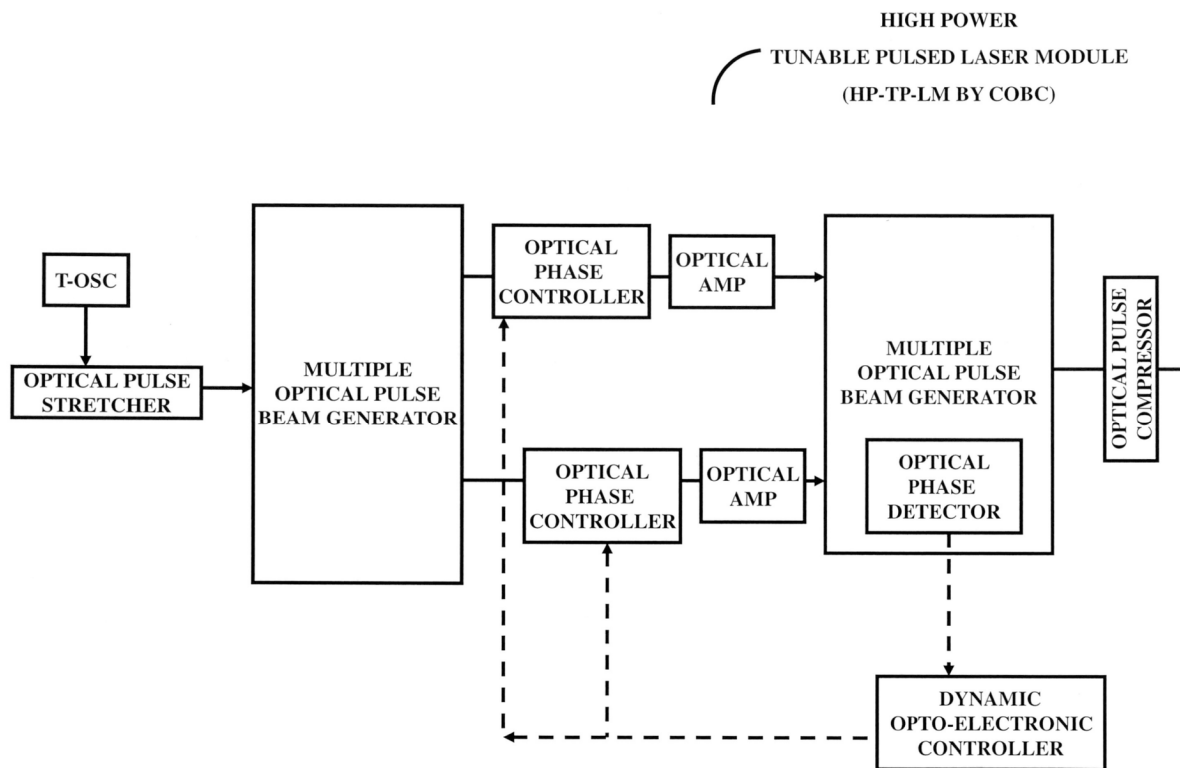 HIGH POWER
TUNABLE PULSED LASER MODULE
(HP-TP-LM BY COBC)
T-OSC
OPTICAL PULSE
STRETCHER
MULTIPLE
OPTICAL PULSE
BEAM GENERATOR
OPTICAL
PHASE
CONTROLLER
OPTICAL
AMP
OPTICAL
PHASE
CONTROLLER
OPTICAL
AMP
MULTIPLE
OPTICAL PULSE
BEAM GENERATOR
OPTICAL
PHASE
DETECTOR
OPTICAL PULSE
COMPRESSOR
DYNAMIC
OPTO-ELECTRONIC
CONTROLLER